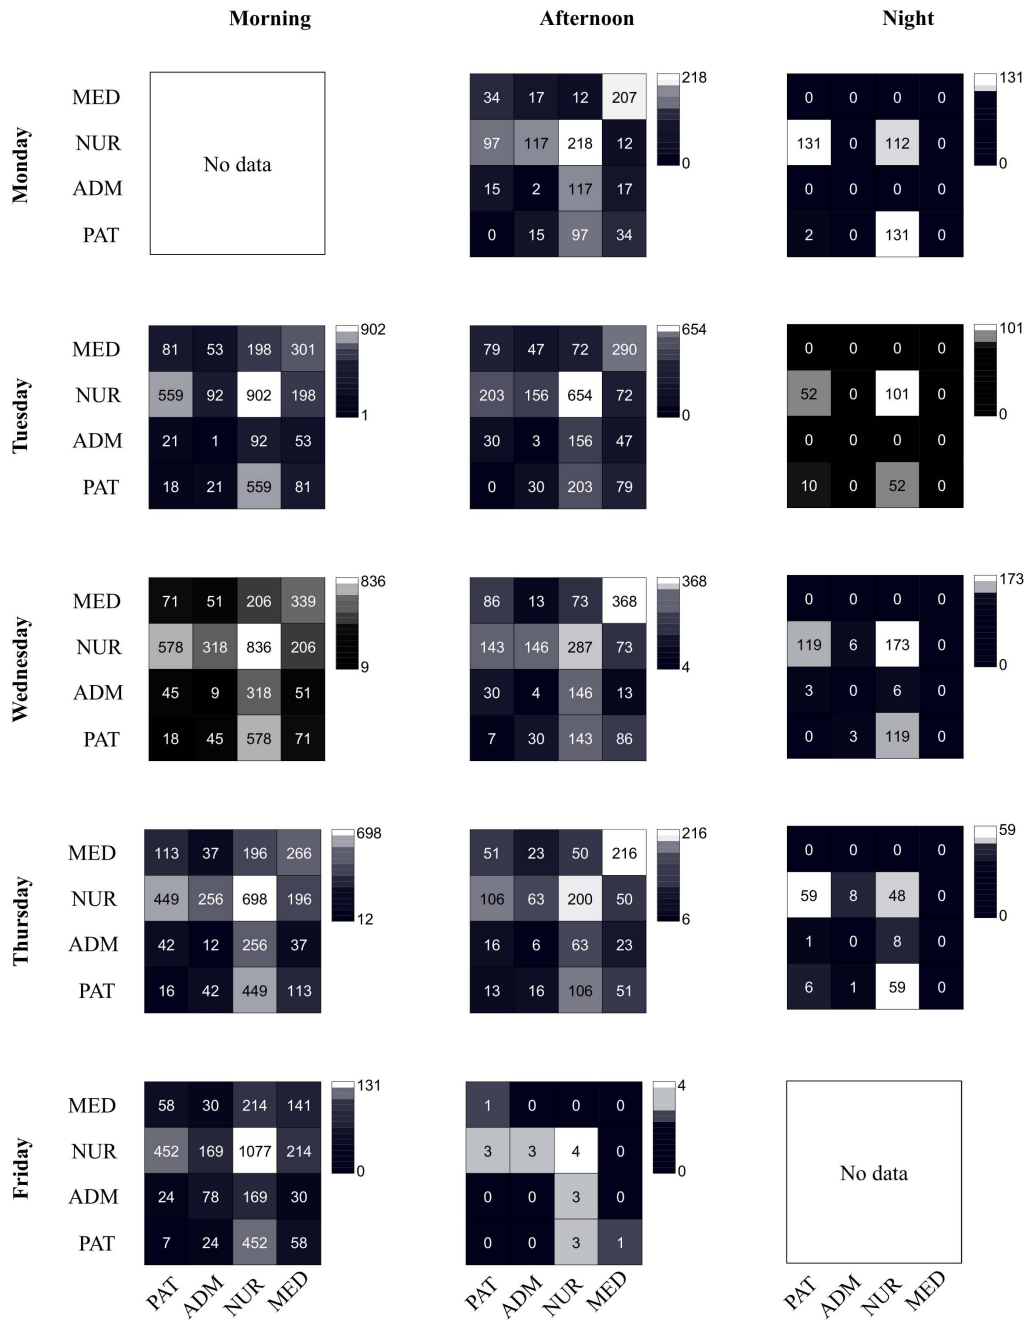 Morning Afternoon Night
Monday
No data
MED 34 17 12 207
NUR 97 117 218 12
ADM 15 2 117 17
PAT 0 15 97 34
218
0
0 0 0 0
131 0 112 0
0 0 0 0
2 0 131 0
131
0
Tuesday
MED 81 53 198 301
NUR 559 92 902 198
ADM 21 1 92 53
PAT 18 21 559 81
902
1
79 47 72 290
203 156 654 72
30 3 156 47
0 30 203 79
654
0
0 0 0 0
52 0 101 0
0 0 0 0
10 0 52 0
101
0
Wednesday
MED 71 51 206 339
NUR 578 318 836 206
ADM 45 9 318 51
PAT 18 45 578 71
836
9
86 13 73 368
143 146 287 73
30 4 146 13
7 30 143 86
368
4
0 0 0 0
119 6 173 0
3 0 6 0
0 3 119 0
173
0
Thursday
MED 113 37 196 266
NUR 449 256 698 196
ADM 42 12 256 37
PAT 16 42 449 113
698
12
51 23 50 216
106 63 200 50
16 6 63 23
13 16 106 51
216
6
0 0 0 0
59 8 48 0
1 0 8 0
6 1 59 0
59
0
Friday
MED 58 30 214 141
NUR 452 169 1077 214
ADM 24 78 169 30
PAT 7 24 452 58
131
0
1 0 0 0
3 3 4 0
0 0 3 0
0 0 3 1
4
0
No data
PAT ADM NUR MED
PAT ADM NUR MED
PAT ADM NUR MED